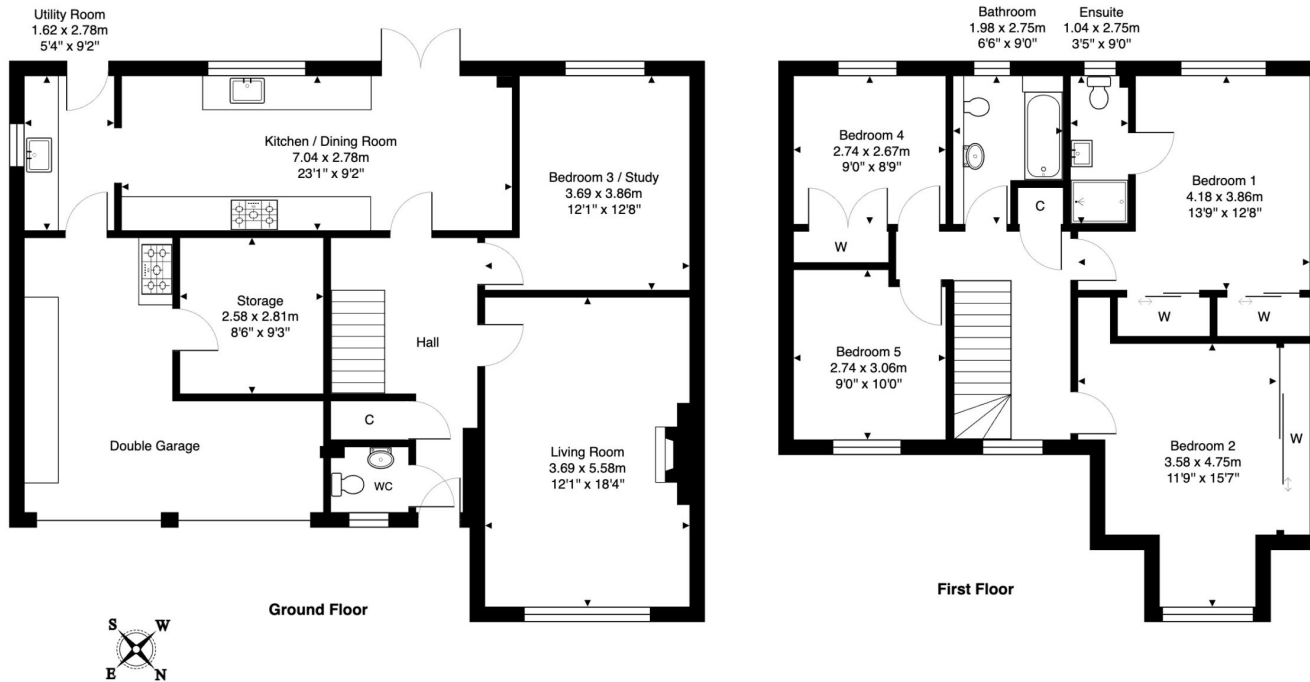 Utility Room
1.62 x 2.78m
5'4" x 9'2"
Kitchen / Dining Room
7.04 x 2.78m
23'1" x 9'2"
Bedroom 3 / Study
3.69 x 3.86m
12'1" x 12'8"
Storage
2.58 x 2.81m
8'6" x 9'3"
Hall
C
Double Garage
WC
Living Room
3.69 x 5.58m
12'1" x 18'4"
Ground Floor
S W
E N
Bathroom
1.98 x 2.75m
6'6" x 9'0"
Ensuite
1.04 x 2.75m
3'5" x 9'0"
Bedroom 4
2.74 x 2.67m
9'0" x 8'9"
W
C
Bedroom 1
4.18 x 3.86m
13'9" x 12'8"
W
W
Bedroom 5
2.74 x 3.06m
9'0" x 10'0"
Bedroom 2
3.58 x 4.75m
11'9" x 15'7"
W
First Floor